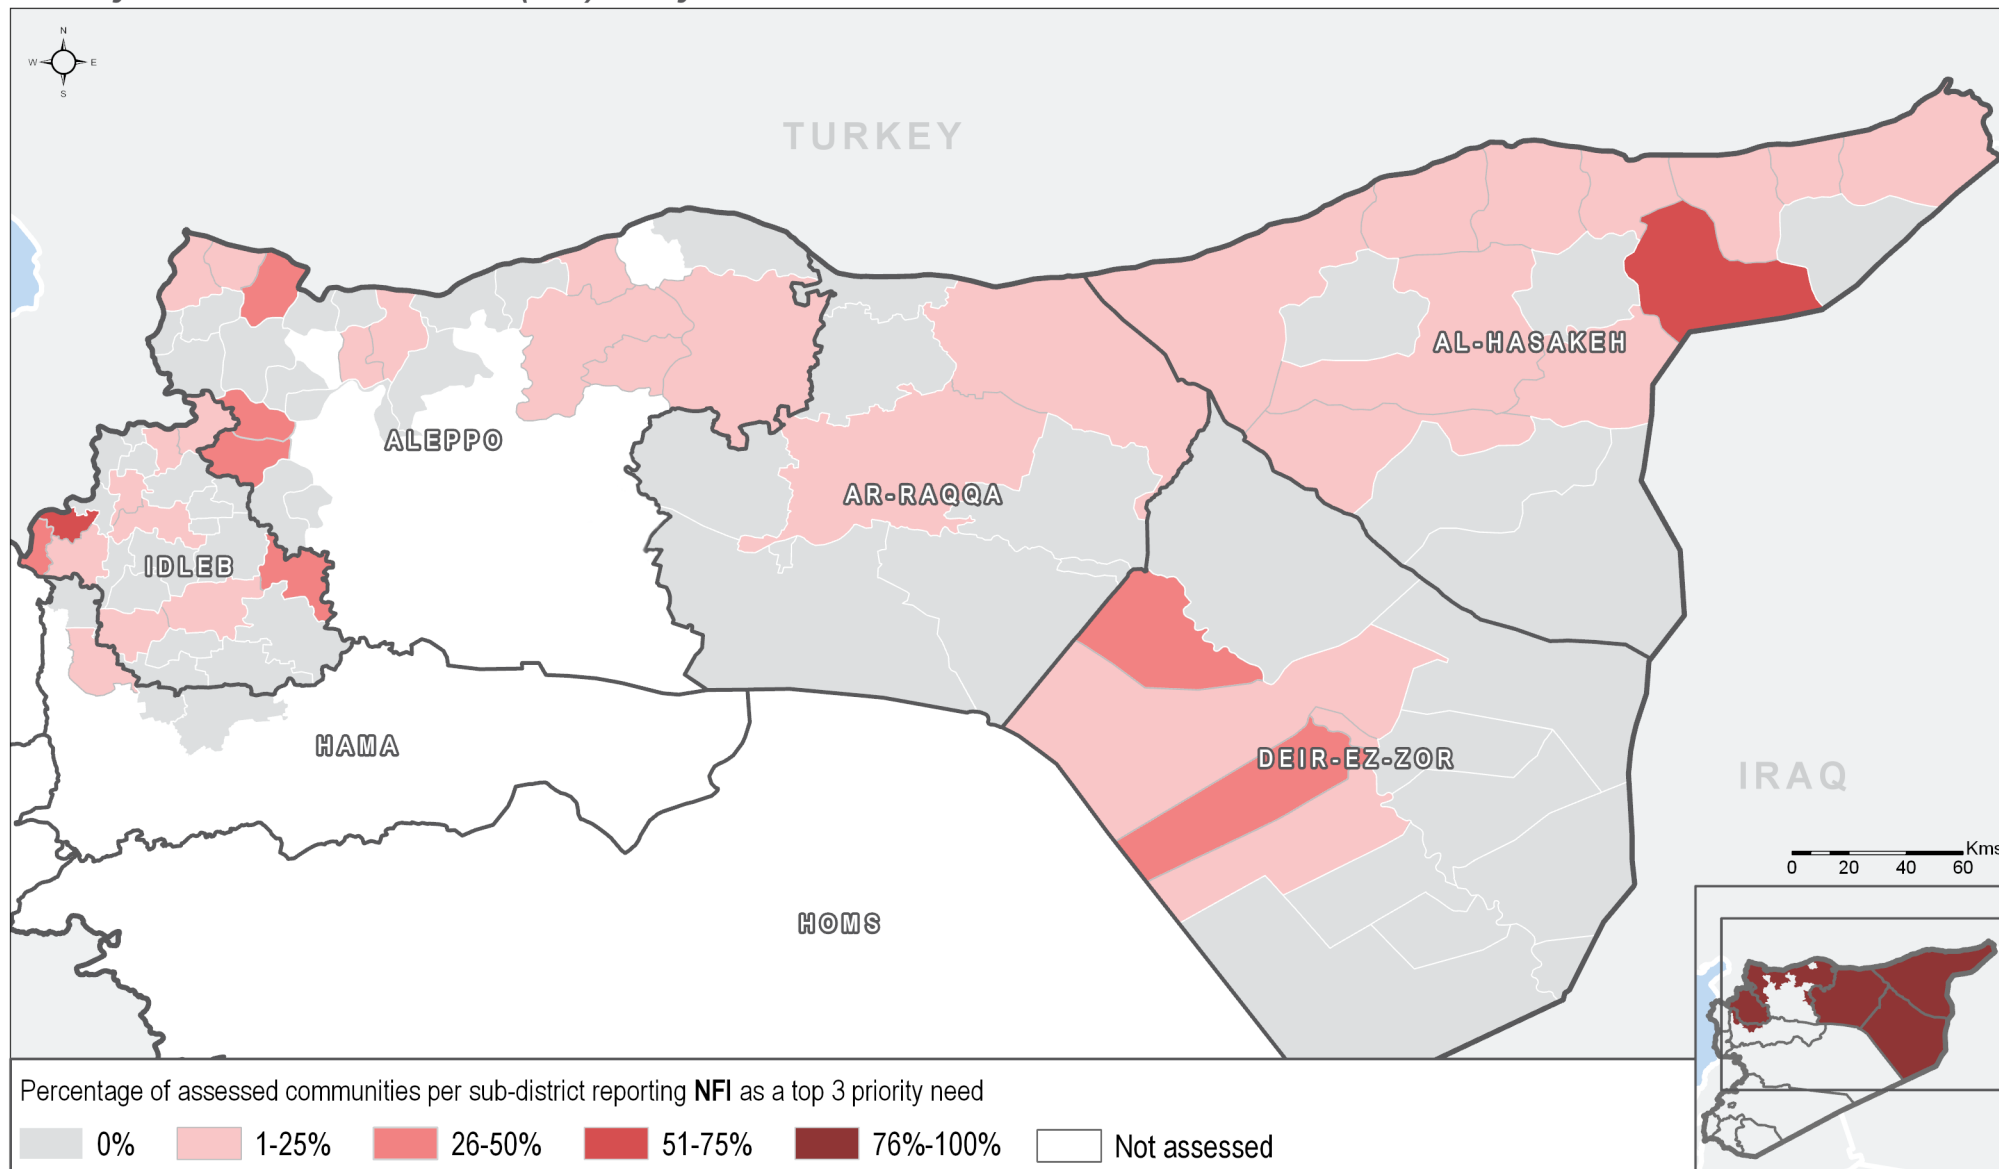 N
W E
S
TURKEY
AL-HASAKEH
ALEPPO
AR-RAQQA
IDLEB
HAMA
DEIR-EZ-ZOR
IRAQ
HOMS
Kms
0 20 40 60
Percentage of assessed communities per sub-district reporting NFI as a top 3 priority need
0% 1-25% 26-50% 51-75% 76%-100% Not assessed